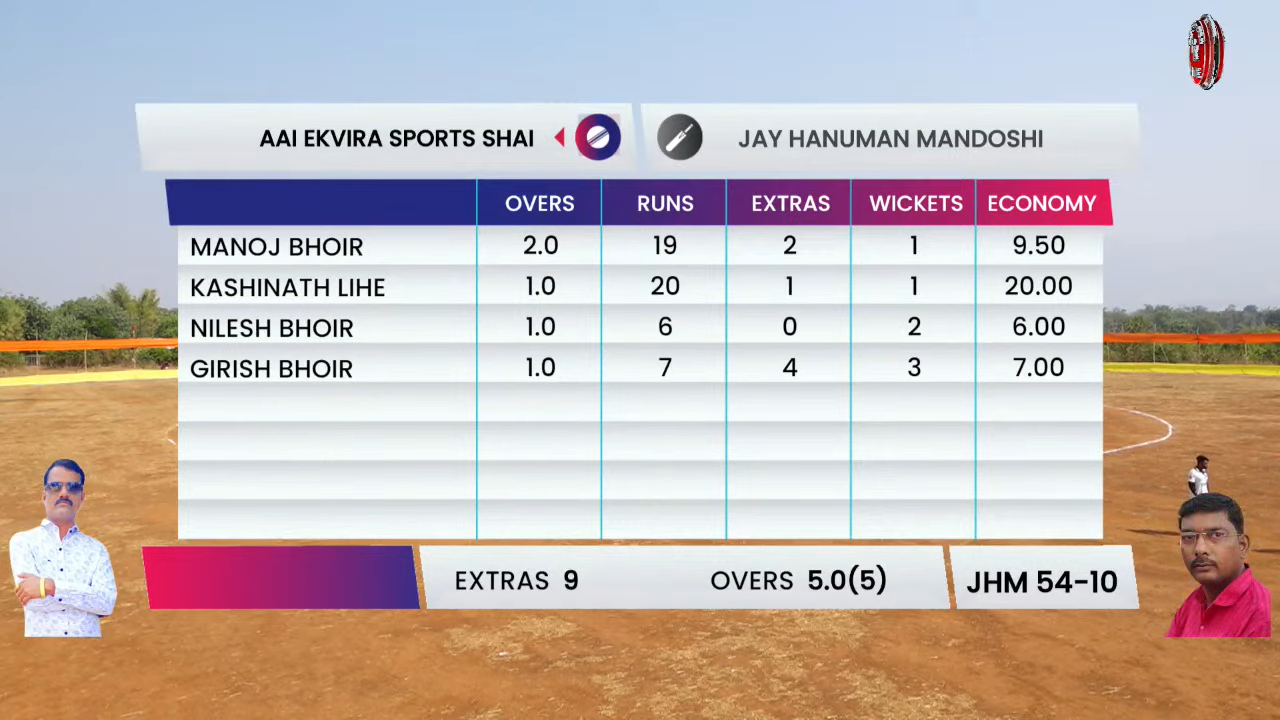 AAI EKVIRA SPORTS SHAI JAY HANUMAN MANDOSHI
OVERS RUNS EXTRAS WICKETS ECONOMY
MANOJ BHOIR 2.0 19 2 1 9.50
KASHINATH LIHE 1.0 20 1 1 20.00
NILESH BHOIR 1.0 6 0 2 6.00
GIRISH BHOIR 1.0 7 4 3 7.00
EXTRAS 9 OVERS 5.0(5) JHM 54-10